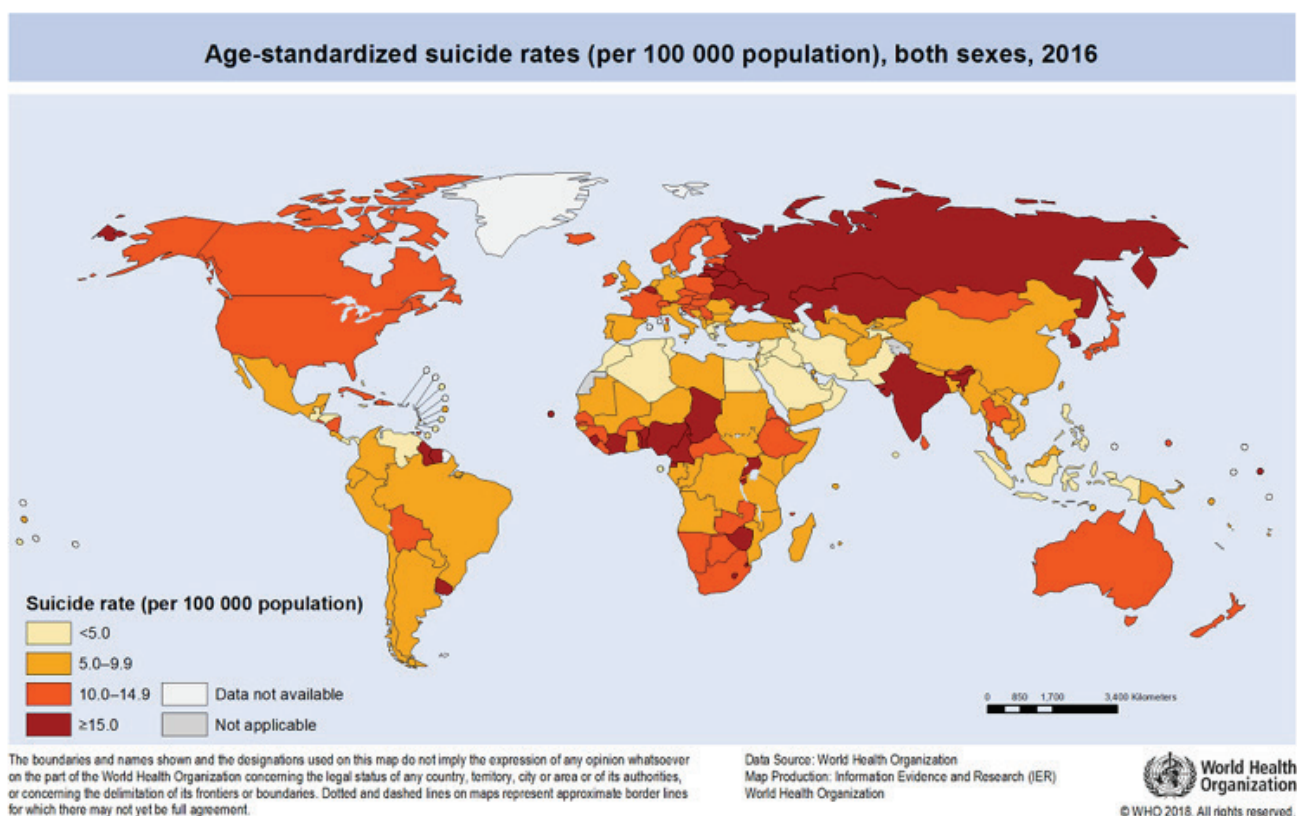 Age-standardized suicide rates (per 100 000 population), both sexes, 2016
Suicide rate (per 100 000 population)
<5.0
5.0–9.9
10.0–14.9
≥15.0
Data not available
Not applicable
0 850 1,700 3,400 Kilometers
The boundaries and names shown and the designations used on this map do not imply the expression of any opinion whatsoever
on the part of the World Health Organization concerning the legal status of any country, territory, city or area or of its authorities,
or concerning the delimitation of its frontiers or boundaries. Dotted and dashed lines on maps represent approximate border lines
for which there may not yet be full agreement.
Data Source: World Health Organization
Map Production: Information Evidence and Research (IER)
World Health Organization
World Health
Organization
© WHO 2018. All rights reserved.